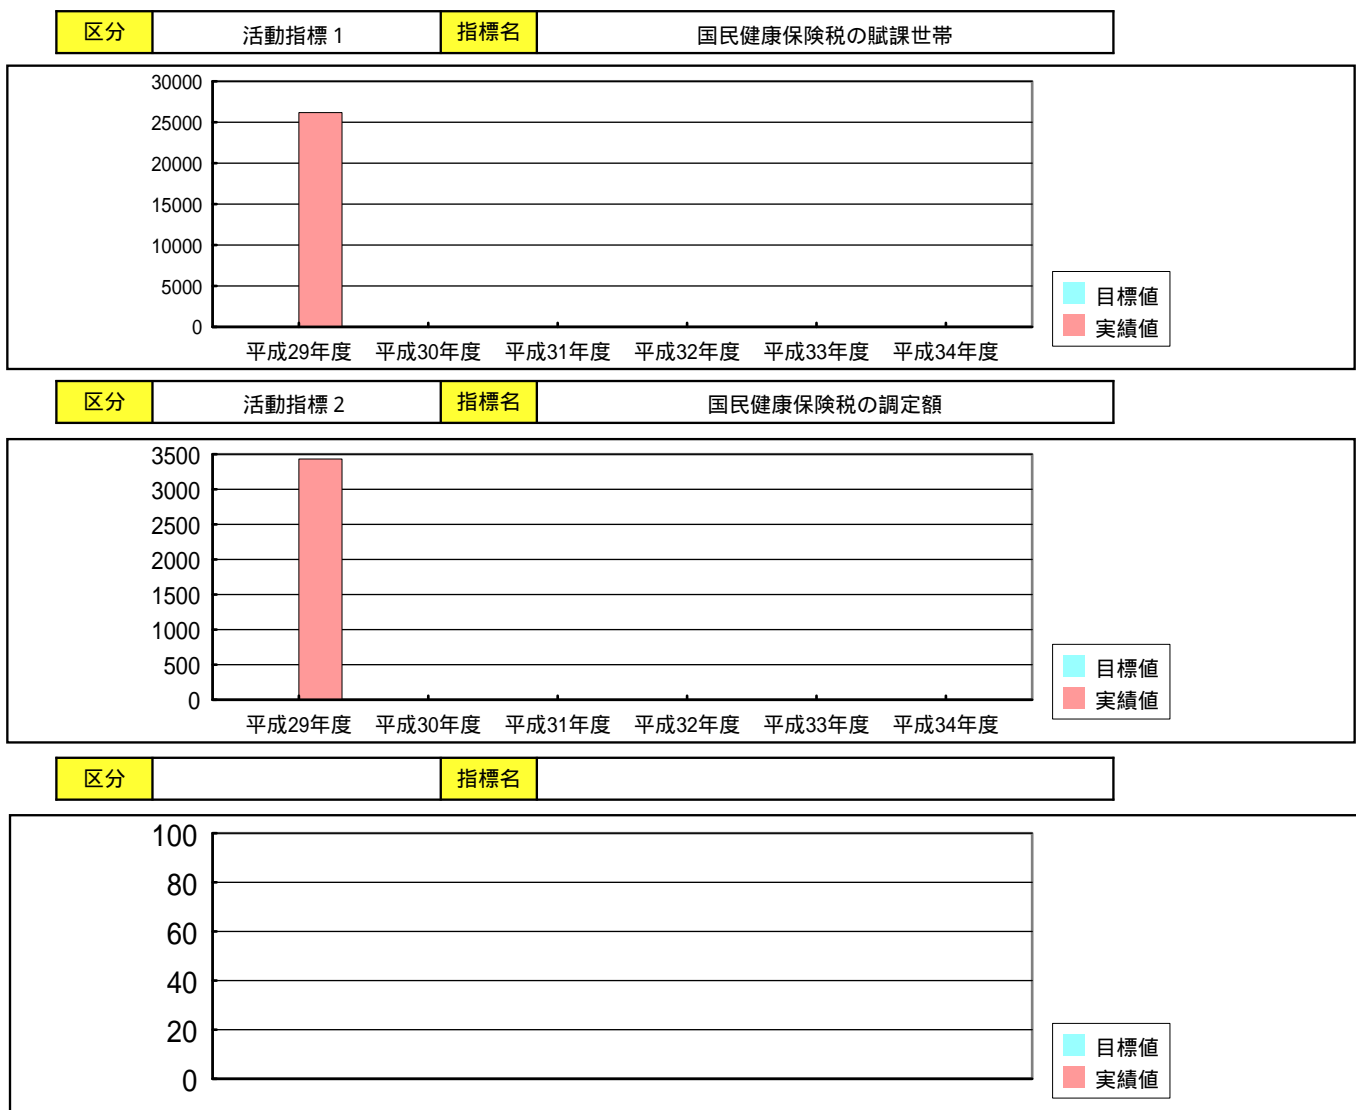 区分 活動指標1 指標名 国民健康保険税の賦課世帯
30000
25000
20000
15000
10000
5000
0
平成29年度 平成30年度 平成31年度 平成32年度 平成33年度 平成34年度
目標値
実績値
区分 活動指標2 指標名 国民健康保険税の調定額
3500
3000
2500
2000
1500
1000
500
0
平成29年度 平成30年度 平成31年度 平成32年度 平成33年度 平成34年度
目標値
実績値
区分 指標名
100
80
60
40
20
0
目標値
実績値